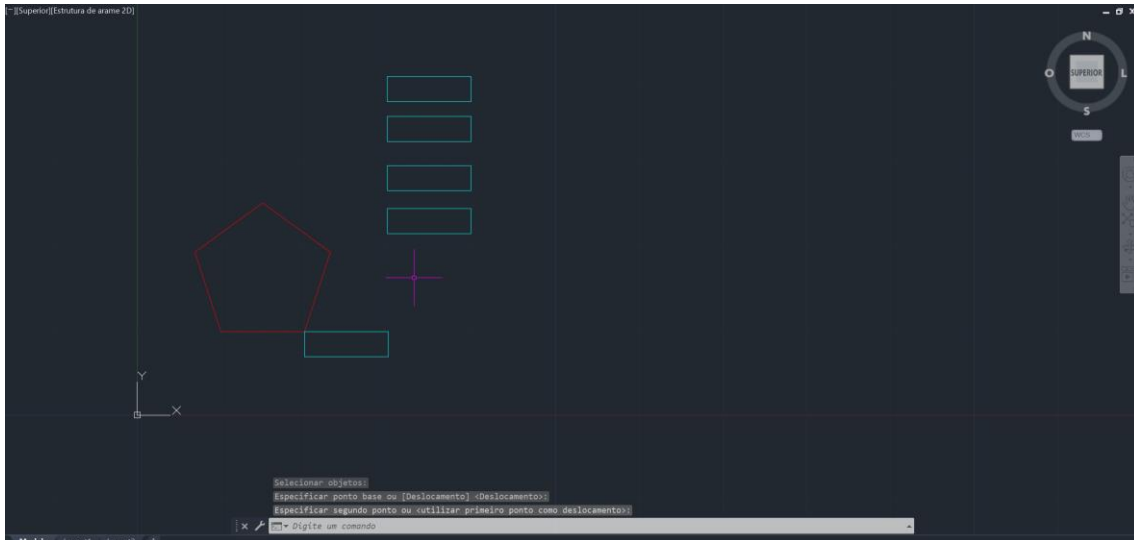 [−][Superior][Estrutura de arame 2D]
N
O SUPERIOR L
S
WCS
Y
X
Selecionar objetos:
Especificar ponto base ou [Deslocamento] <Deslocamento>:
Especificar segundo ponto ou <utilizar primeiro ponto como deslocamento>:
Digite um comando